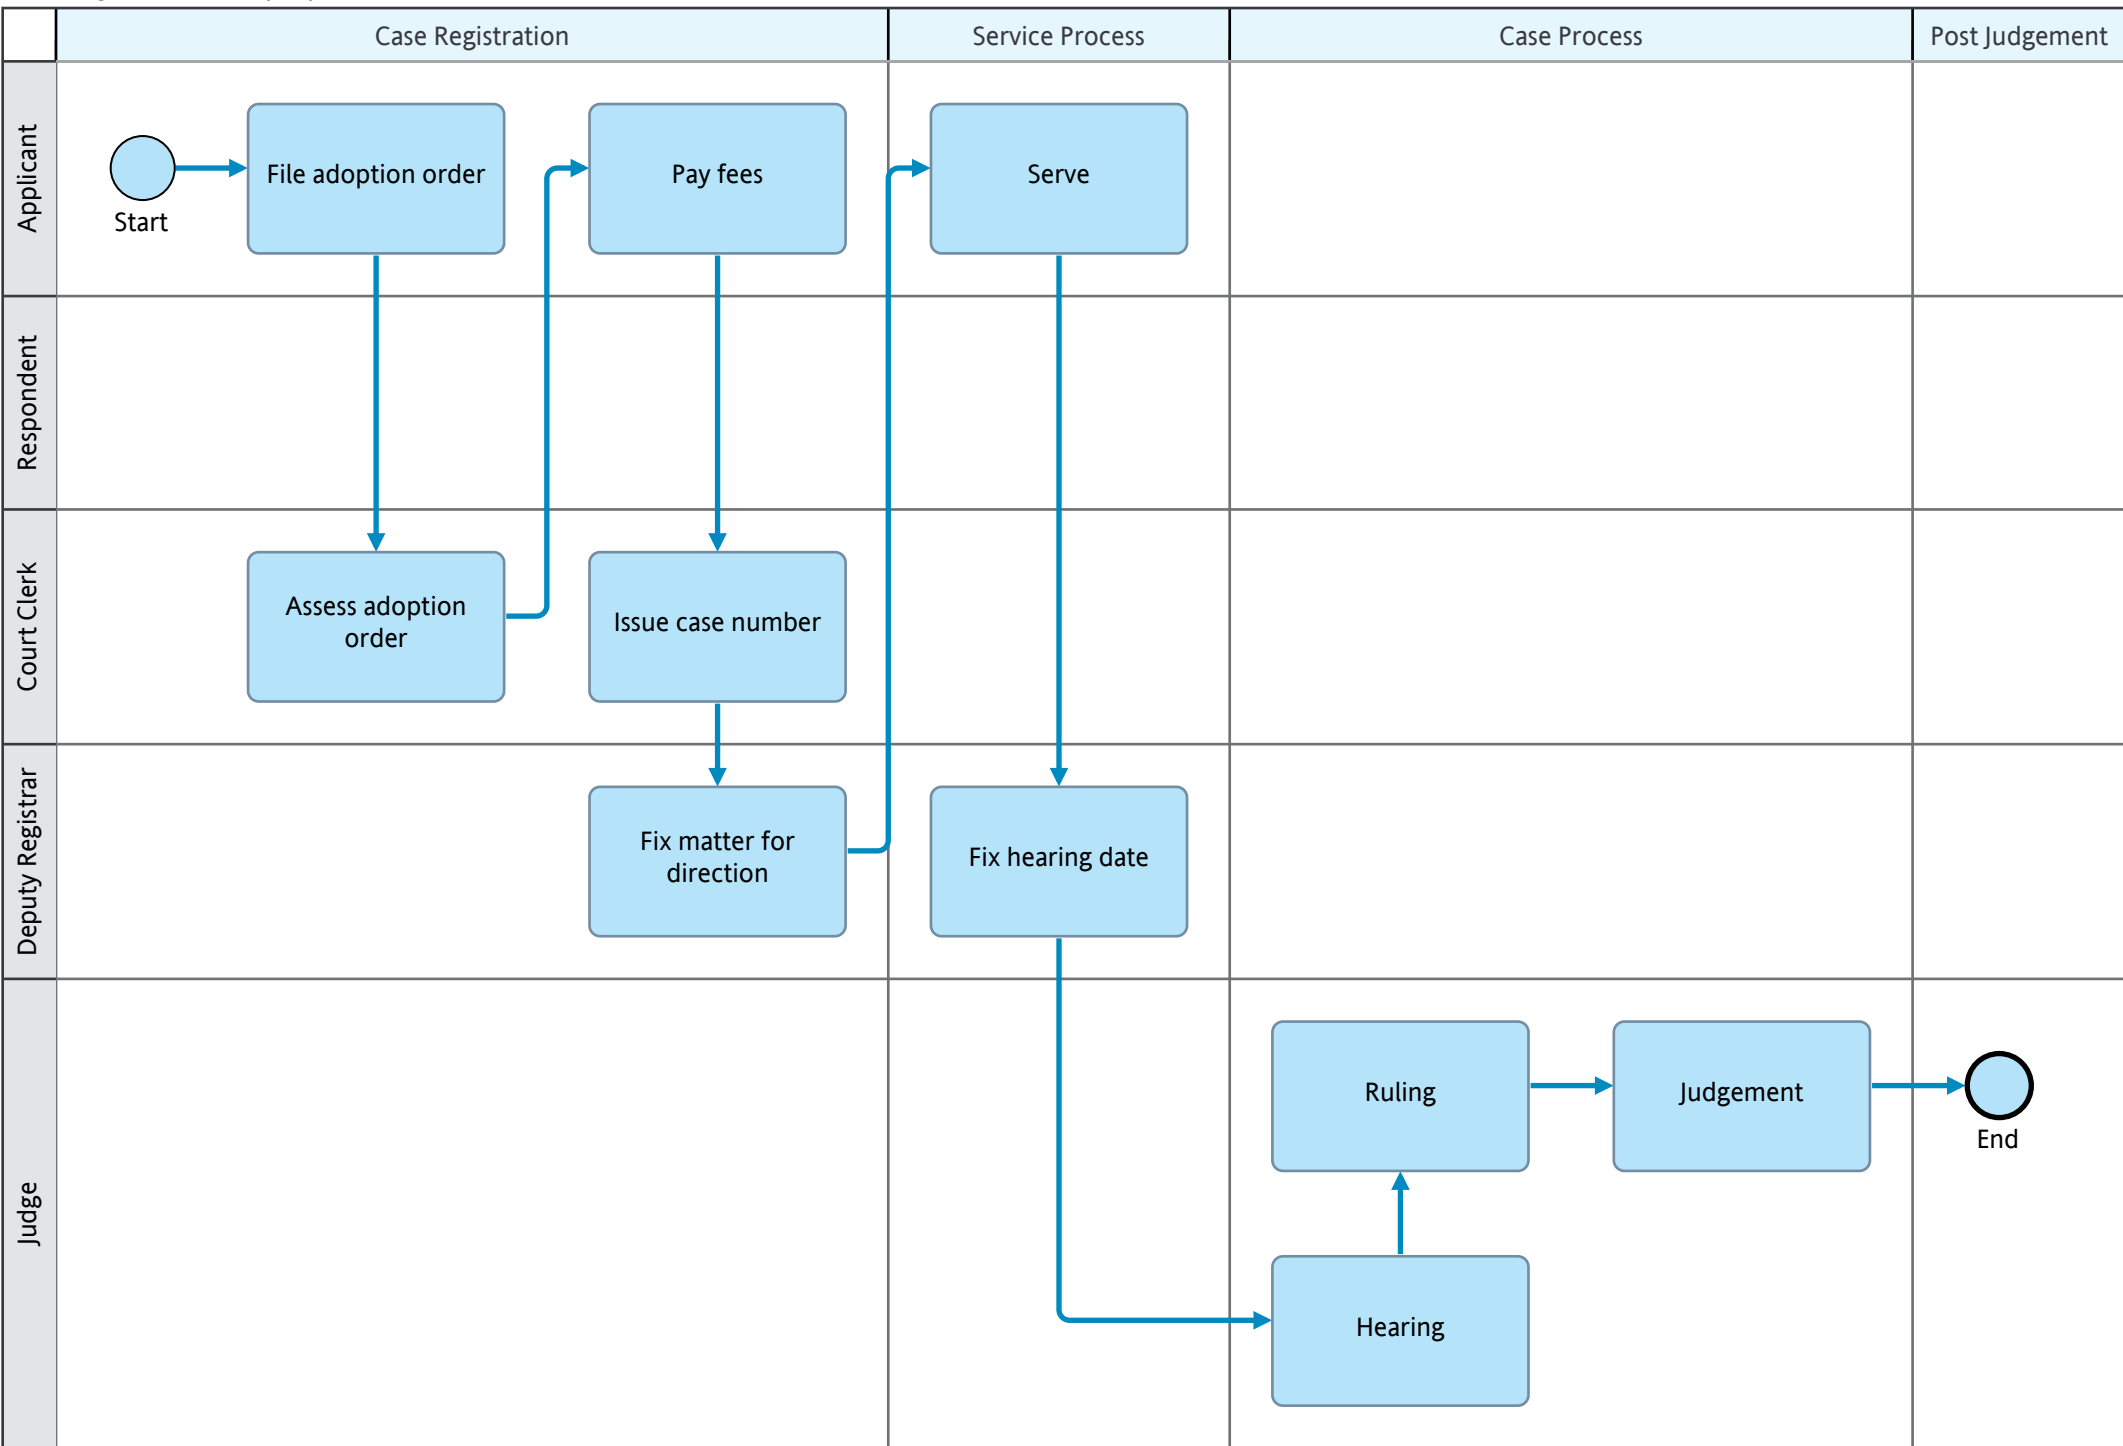 Case Registration
Service Process
Case Process
Post Judgement
Applicant
Start
File adoption order
Pay fees
Serve
Respondent
Court Clerk
Assess adoption
order
Issue case number
Deputy Registrar
Fix matter for
direction
Fix hearing date
Judge
Ruling
Judgement
End
Hearing